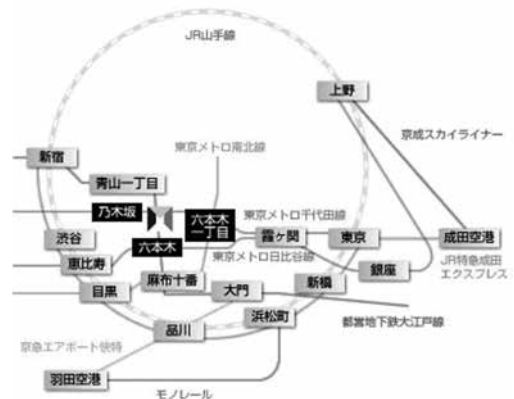 JR山手線
上野
京成スカイライナー
東京メトロ南北線
新宿
青山一丁目
乃木坂
六本木
一丁目
東京メトロ千代田線
渋谷
六本木
霞ヶ関
東京
成田空港
東京メトロ日比谷線
恵比寿
銀座
JR特急成田
エクスプレス
麻布十番
新橋
目黒
大門
浜松町
都営地下鉄大江戸線
品川
京急エアポート快特
羽田空港
モノレール